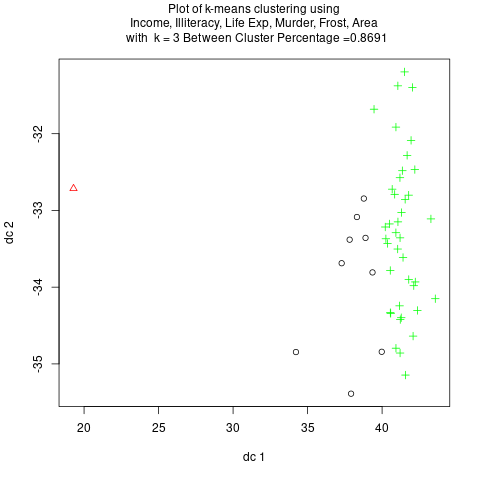 Plot of k-means clustering using
Income, Illiteracy, Life Exp, Murder, Frost, Area
with k = 3 Between Cluster Percentage =0.8691
-32
-33
-34
-35
dc 2
20
25
30
35
40
dc 1